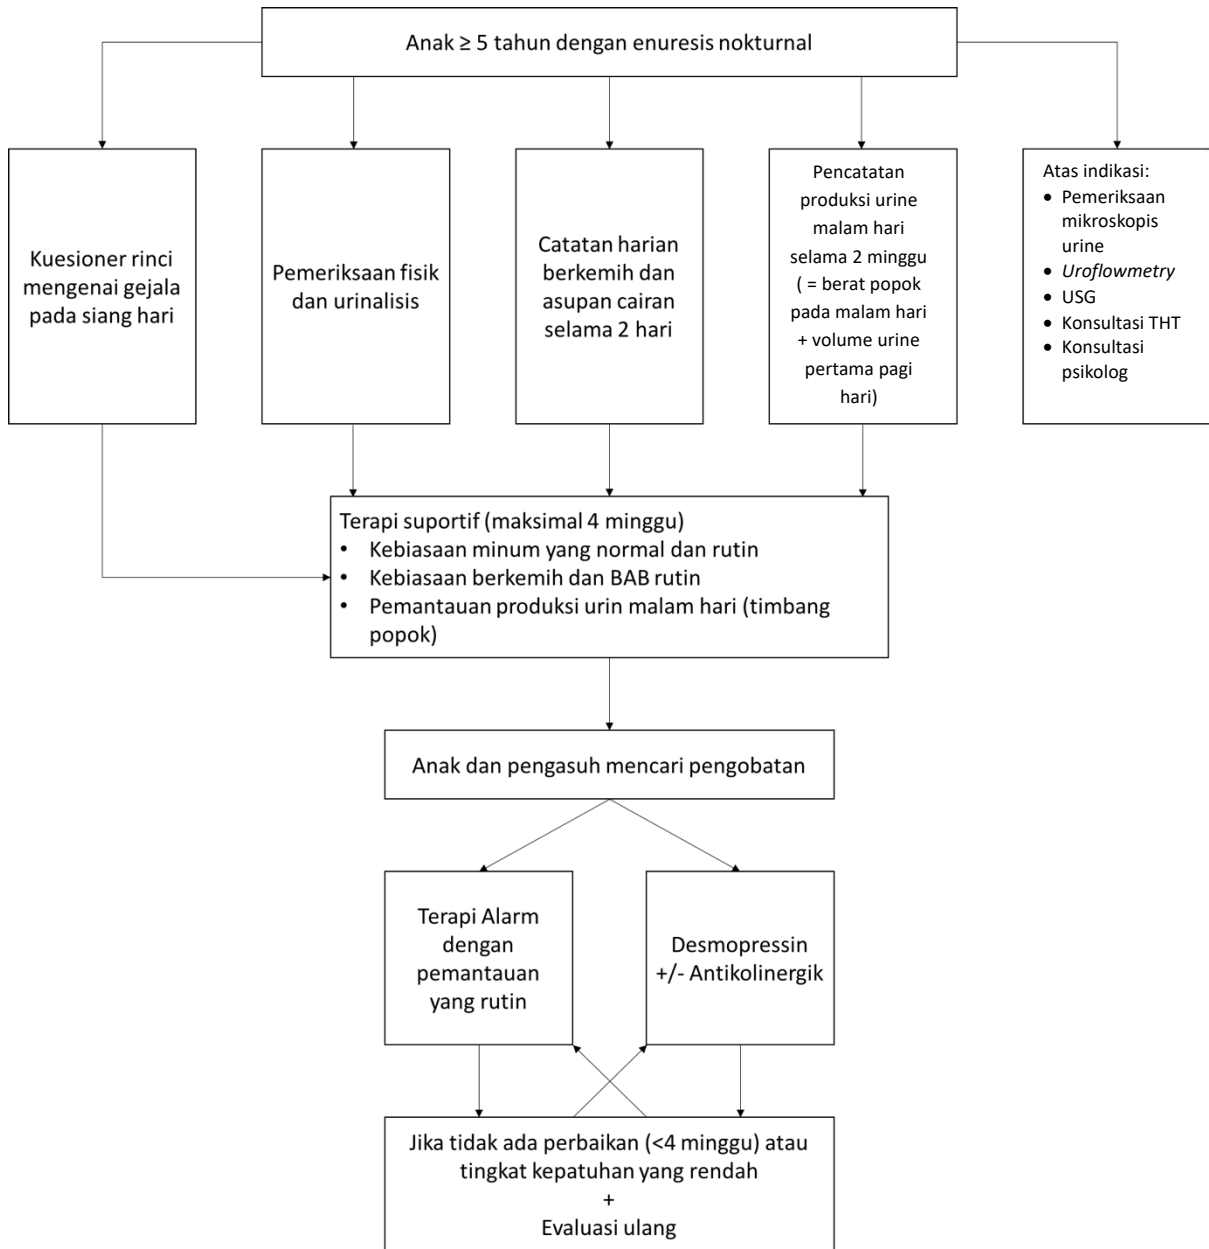 Anak ≥ 5 tahun dengan enuresis nokturnal
Kuesioner rinci
mengenai gejala
pada siang hari
Pemeriksaan fisik
dan urinalisis
Catatan harian
berkemih dan
asupan cairan
selama 2 hari
Pencatatan
produksi urine
malam hari
selama 2 minggu
( = berat popok
pada malam hari
+ volume urine
pertama pagi
hari)
Atas indikasi:
• Pemeriksaan
mikroskopis
urine
• Uroflowmetry
• USG
• Konsultasi THT
• Konsultasi
psikolog
Terapi suportif (maksimal 4 minggu)
• Kebiasaan minum yang normal dan rutin
• Kebiasaan berkemih dan BAB rutin
• Pemantauan produksi urin malam hari (timbang
popok)
Anak dan pengasuh mencari pengobatan
Terapi Alarm
dengan
pemantauan
yang rutin
Desmopressin
+/- Antikolinergik
Jika tidak ada perbaikan (<4 minggu) atau
tingkat kepatuhan yang rendah
+
Evaluasi ulang